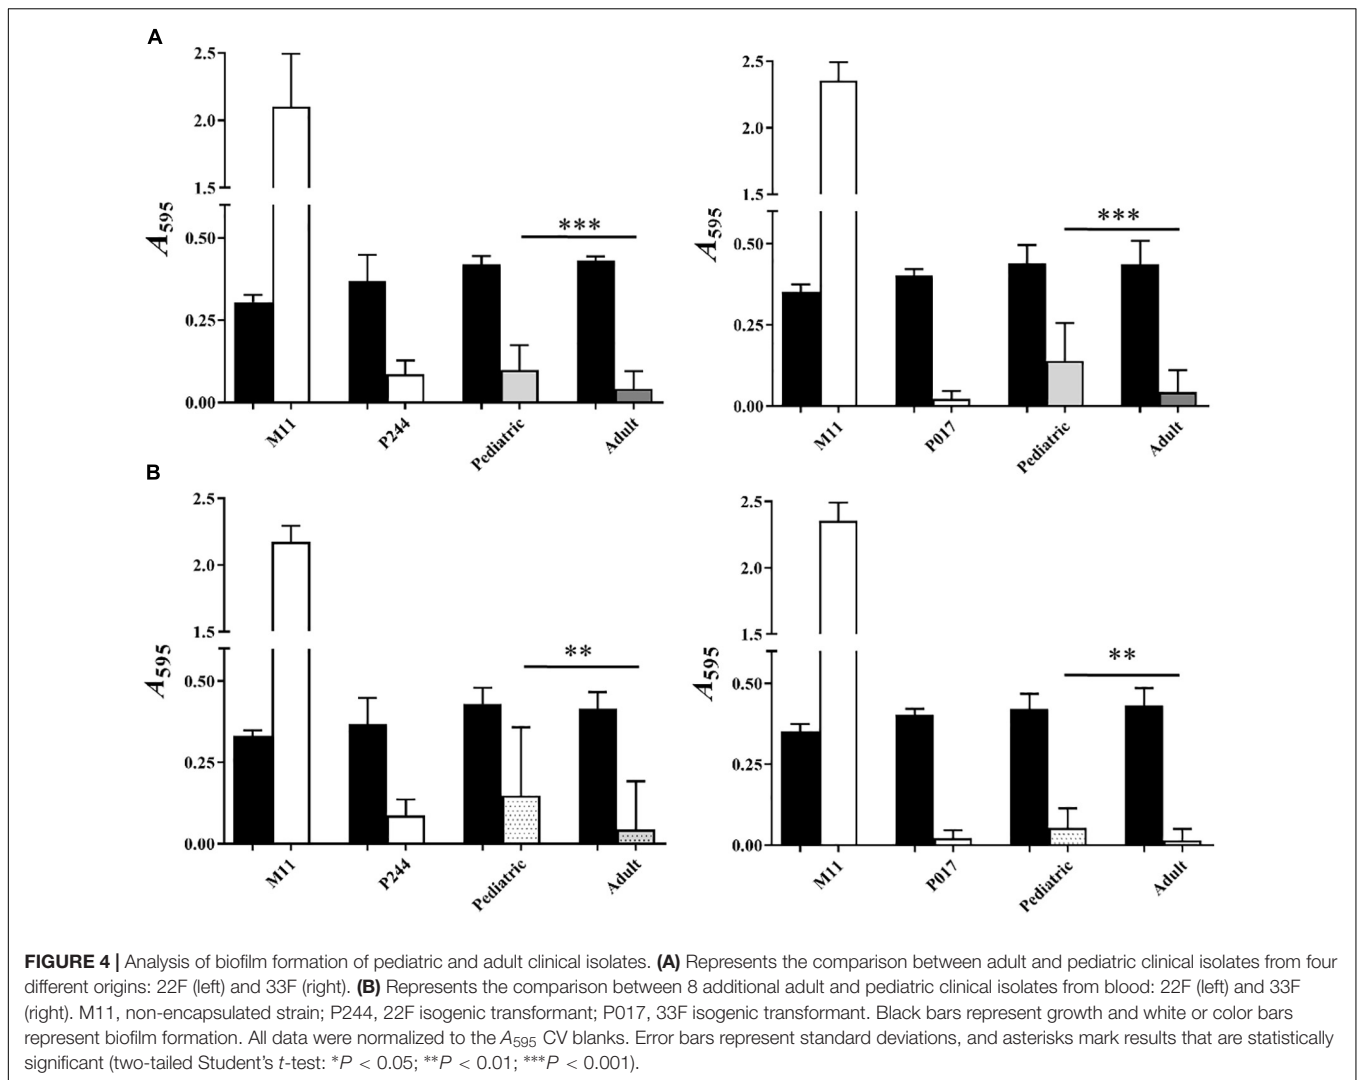 A
2.5
2.0
1.5
0.50
0.25
0.00
A595
***
M11
P244
Pediatric
Adult
2.5
2.0
1.5
0.50
0.25
0.00
A595
***
M11
P017
Pediatric
Adult
B
2.5
2.0
1.5
0.50
0.25
0.00
A595
**
M11
P244
Pediatric
Adult
2.5
2.0
1.5
0.50
0.25
0.00
A595
**
M11
P017
Pediatric
Adult
FIGURE 4 | Analysis of biofilm formation of pediatric and adult clinical isolates. (A) Represents the comparison between adult and pediatric clinical isolates from four
different origins: 22F (left) and 33F (right). (B) Represents the comparison between 8 additional adult and pediatric clinical isolates from blood: 22F (left) and 33F
(right). M11, non-encapsulated strain; P244, 22F isogenic transformant; P017, 33F isogenic transformant. Black bars represent growth and white or color bars
represent biofilm formation. All data were normalized to the A595 CV blanks. Error bars represent standard deviations, and asterisks mark results that are statistically
significant (two-tailed Student's t-test: *P < 0.05; **P < 0.01; ***P < 0.001).